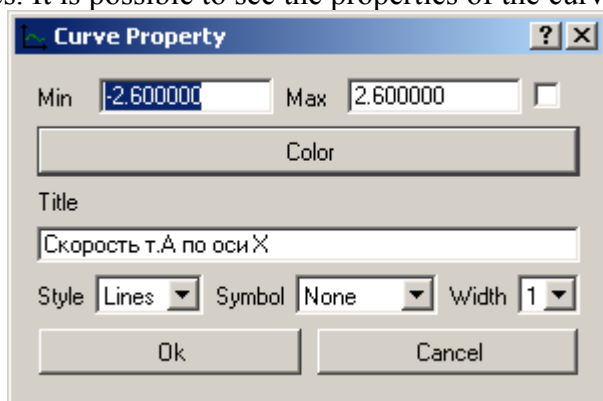 s. It is possible to see the properties of the curv
Curve Property
Min -2.600000 Max 2.600000
Color
Title
Скорость т.А по оси X
Style Lines Symbol None Width 1
Ok Cancel